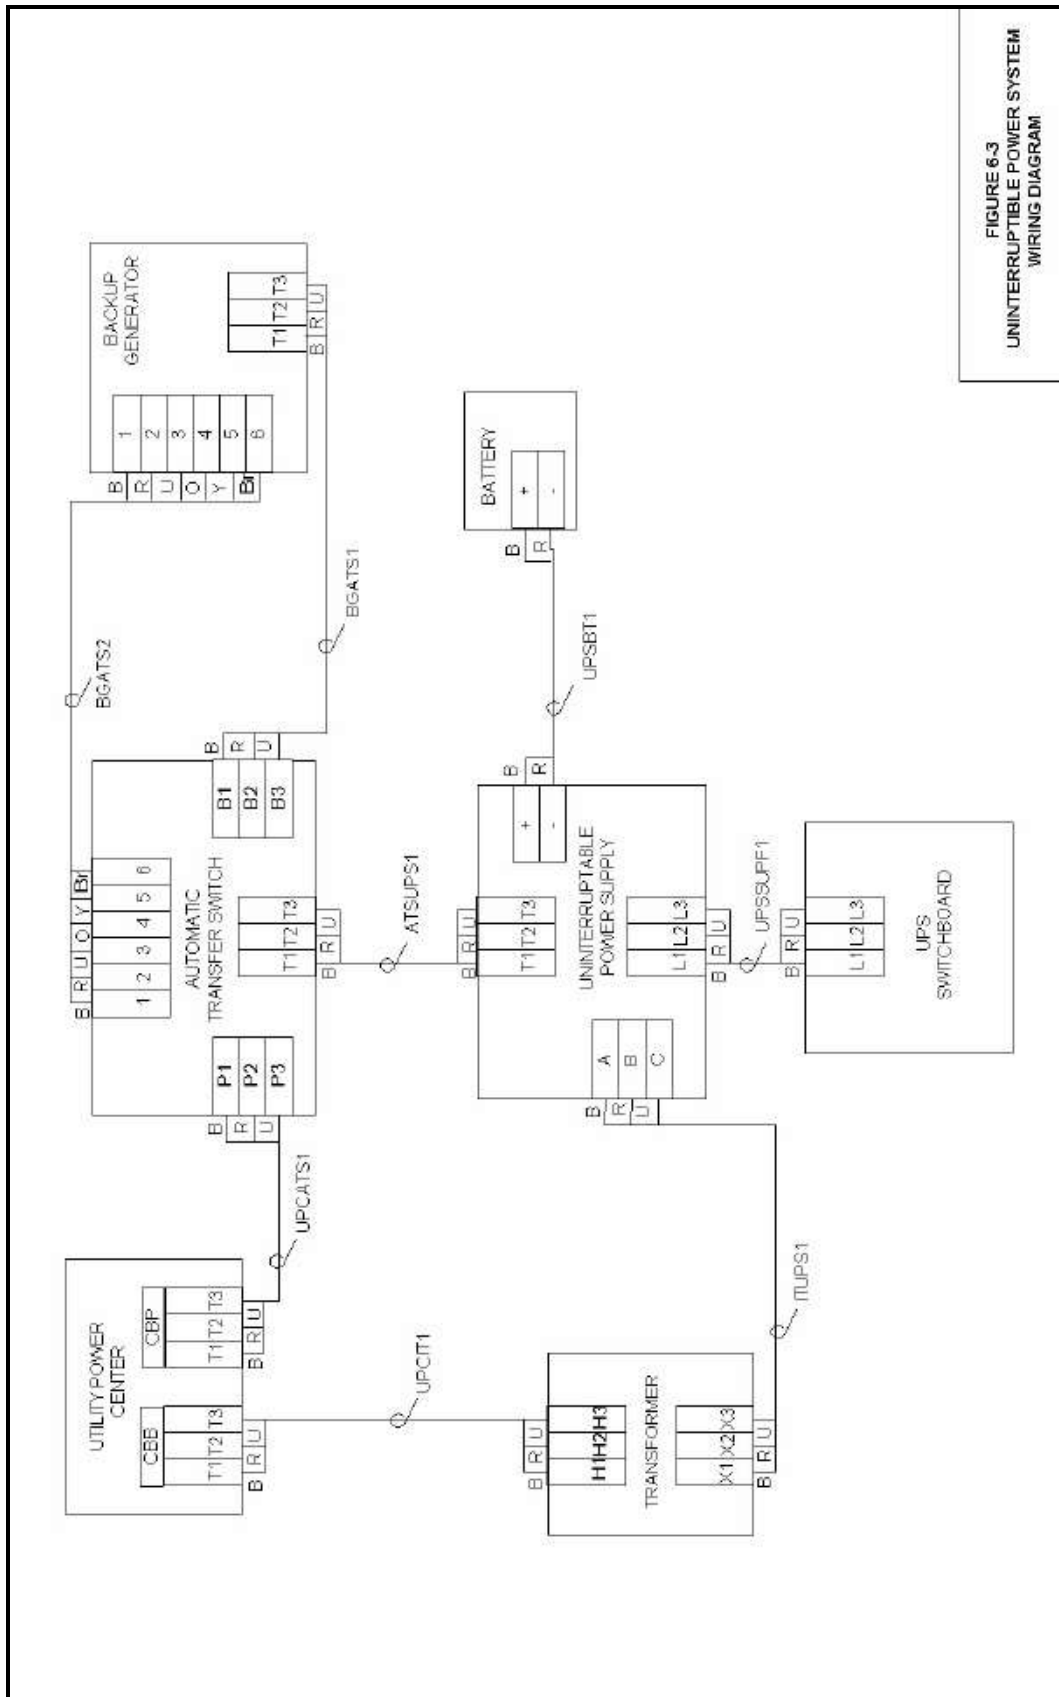 UTILITY POWER
CENTER
CBB
T1 T2 T3
B R U
CBP
T1 T2 T3
B R U
UPCATS1
UPCIT1
B R U O Y Br
1 2 3 4 5 6
AUTOMATIC
TRANSFER SWITCH
B
R
U
P1
P2
P3
B1
B2
B3
B
R
U
T1 T2 T3
B R U
BGATS2
BGATS1
BACKUP
GENERATOR
B
R
U
O
Y
Br
1
2
3
4
5
6
T1 T2 T3
B R U
ATSUPS1
B R U
T1 T2 T3
UNINTERRUPTABLE
POWER SUPPLY
+
-
B
R
UPSBT1
BATTERY
B
R
+
-
B
R
U
A
B
C
L1 L2 L3
B R U
UPSSUPF1
B R U
H1 H2 H3
TRANSFORMER
X1 X2 X3
B R U
ITUPS1
B R U
L1 L2 L3
UPS
SWITCHBOARD
FIGURE 6-3
UNINTERRUPTIBLE POWER SYSTEM
WIRING DIAGRAM